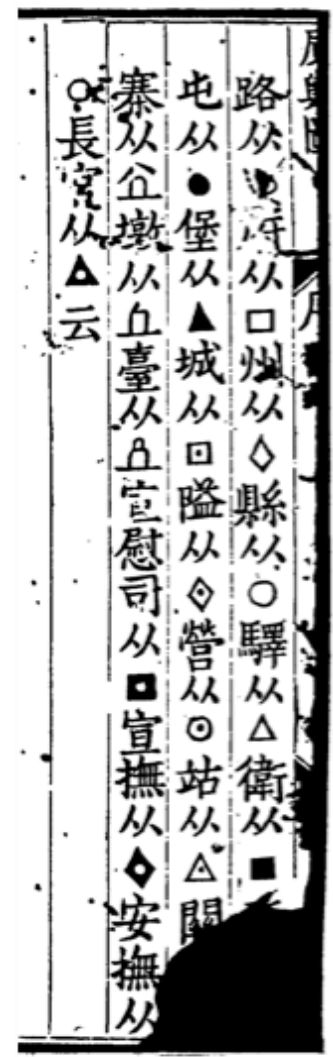 廣輿圖
路从 府从□州从◇縣从○驛从△衛从■
屯从●堡从▲城从⊡隘从◈營从⊙站从◬關
寨从 墩从 臺从 宣慰司从 宣撫从 安撫从
長官从 云